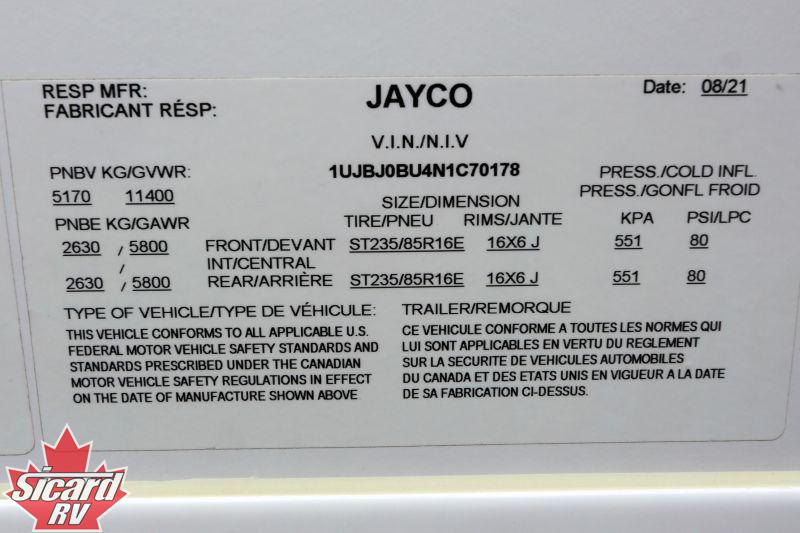 RESP MFR:
FABRICANT RÉSP:
JAYCO
Date: 08/21
V.I.N./N.I.V
1UJBJ0BU4N1C70178
PNBV KG/GVWR:
5170 11400
PRESS./COLD INFL.
PRESS./GONFL FROID
SIZE/DIMENSION
PNBE KG/GAWR TIRE/PNEU RIMS/JANTE KPA PSI/LPC
2630 / 5800 FRONT/DEVANT ST235/85R16E 16X6 J 551 80
/ INT/CENTRAL
2630 / 5800 REAR/ARRIÈRE ST235/85R16E 16X6 J 551 80
TYPE OF VEHICLE/TYPE DE VÉHICULE: TRAILER/REMORQUE
THIS VEHICLE CONFORMS TO ALL APPLICABLE U.S.
FEDERAL MOTOR VEHICLE SAFETY STANDARDS AND
STANDARDS PRESCRIBED UNDER THE CANADIAN
MOTOR VEHICLE SAFETY REGULATIONS IN EFFECT
ON THE DATE OF MANUFACTURE SHOWN ABOVE
CE VEHICULE CONFORME A TOUTES LES NORMES QUI
LUI SONT APPLICABLES EN VERTU DU REGLEMENT
SUR LA SECURITE DE VEHICULES AUTOMOBILES
DU CANADA ET DES ETATS UNIS EN VIGUEUR A LA DATE
DE SA FABRICATION CI-DESSUS.
Sicard
RV